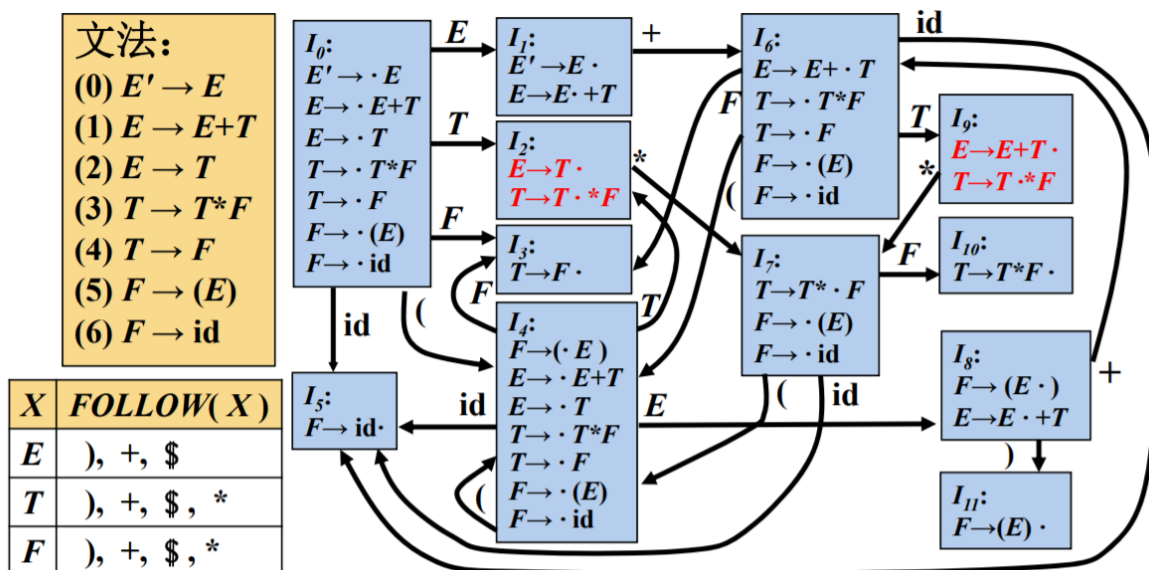 文法：
(0) E' → E
(1) E → E+T
(2) E → T
(3) T → T*F
(4) T → F
(5) F → (E)
(6) F → id
X FOLLOW(X)
E ), +, $
T ), +, $, *
F ), +, $, *
I0:
E' → · E
E → · E+T
E → · T
T → · T*F
T → · F
F → · (E)
F → · id
E
T
F
(
id
I1:
E' →E ·
E→E· +T
+
I2:
E→T ·
T→T · *F
*
I3:
T→F ·
F
T
I4:
F→(· E )
E → · E+T
E → · T
T → · T*F
T → · F
F → · (E)
F → · id
id
E
(
I5:
F→ id·
I6:
E→ E+ · T
T→ · T*F
T→ · F
F→ · (E)
F→ · id
id
F
(
T
I7:
T→T* · F
F→ · (E)
F→ · id
F
(
id
I8:
F→ (E · )
E→E · +T
+
)
I9:
E→E+T ·
T→T ·*F
*
I10:
T→T*F ·
I11:
F→(E) ·